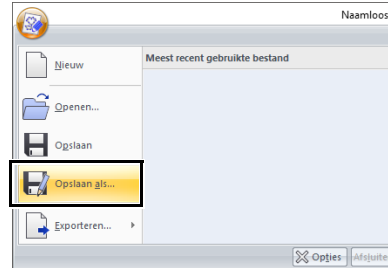 Naamloos
Meest recent gebruikte bestand
Nieuw
Openen...
Opslaan
Opslaan als...
Exporteren...
Opties
Afsluite